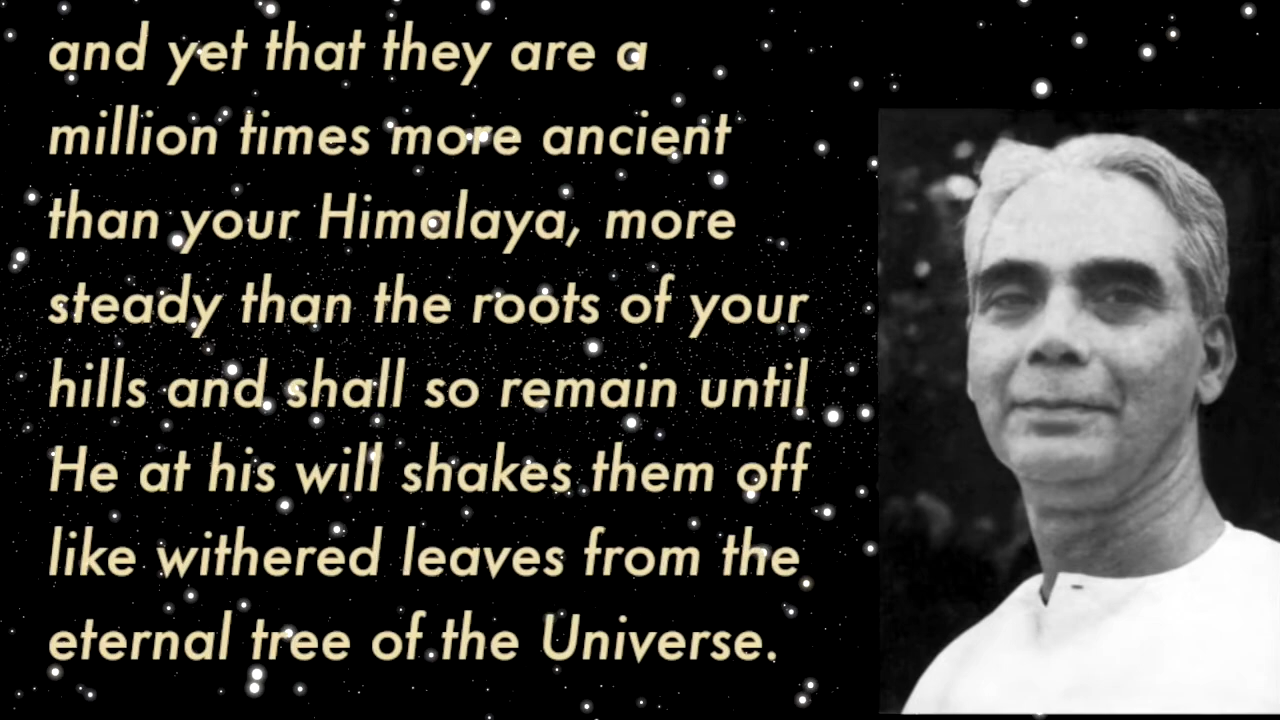 and yet that they are a
million times more ancient
than your Himalaya, more
steady than the roots of your
hills and shall so remain until
He at his will shakes them off
like withered leaves from the
eternal tree of the Universe.